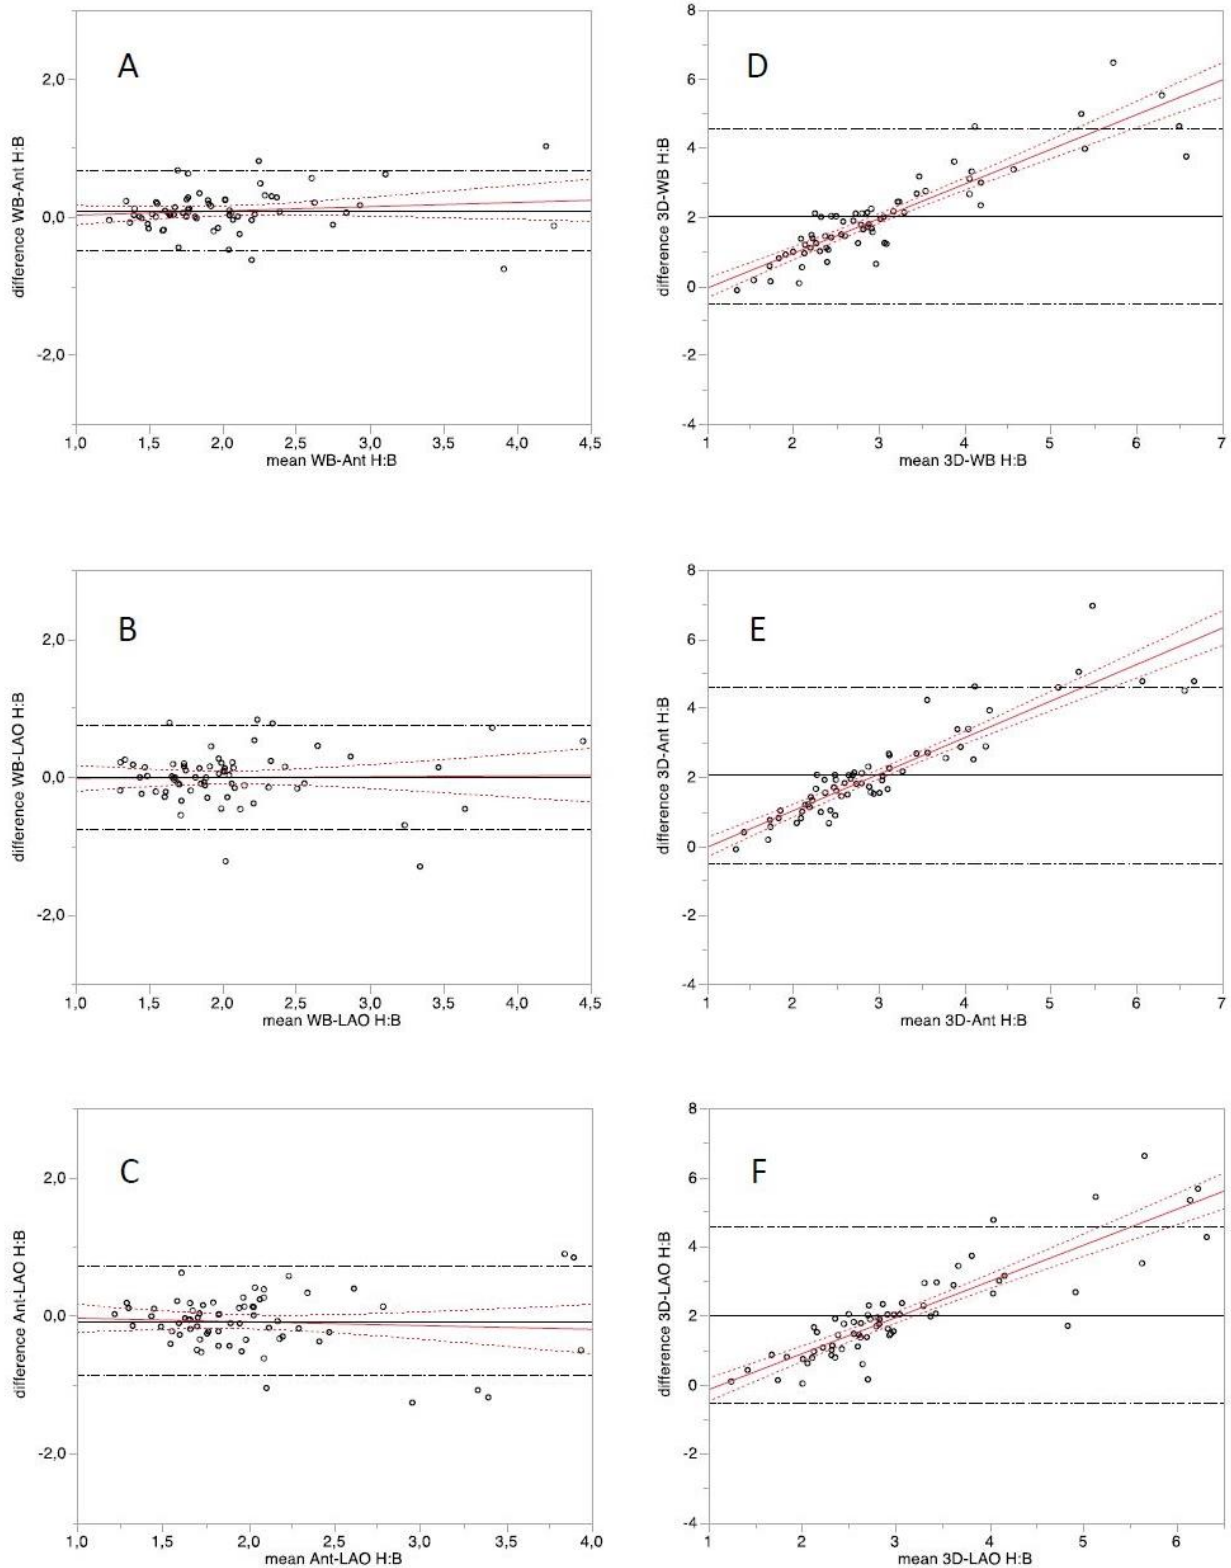 A
difference WB-Ant H:B
2,0
0,0
-2,0
1,0 1,5 2,0 2,5 3,0 3,5 4,0 4,5
mean WB-Ant H:B
D
difference 3D-WB H:B
8
6
4
2
0
-2
-4
1 2 3 4 5 6 7
mean 3D-WB H:B
B
difference WB-LAO H:B
2,0
0,0
-2,0
1,0 1,5 2,0 2,5 3,0 3,5 4,0 4,5
mean WB-LAO H:B
E
difference 3D-Ant H:B
8
6
4
2
0
-2
-4
1 2 3 4 5 6 7
mean 3D-Ant H:B
C
difference Ant-LAO H:B
2,0
0,0
-2,0
1,0 1,5 2,0 2,5 3,0 3,5 4,0
mean Ant-LAO H:B
F
difference 3D-LAO H:B
8
6
4
2
0
-2
-4
1 2 3 4 5 6
mean 3D-LAO H:B